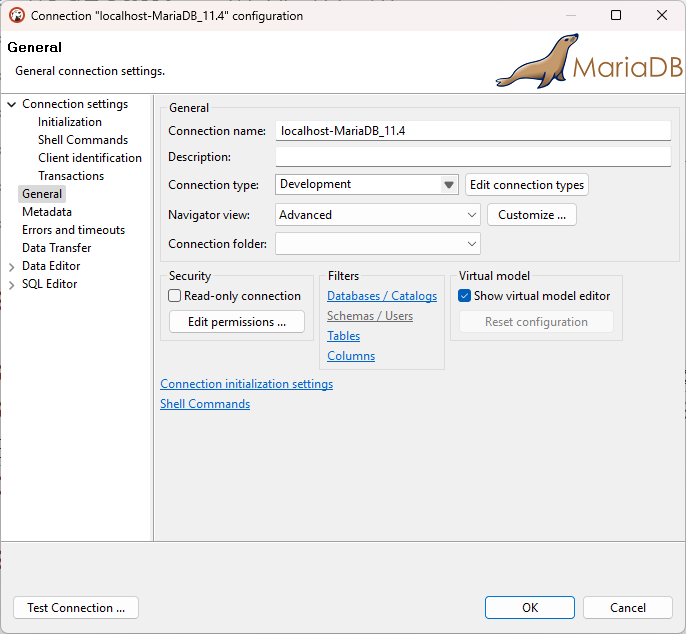 Connection "localhost-MariaDB_11.4" configuration
General
General connection settings.
MariaDB
Connection settings
Initialization
Shell Commands
Client identification
Transactions
General
Metadata
Errors and timeouts
Data Transfer
Data Editor
SQL Editor
General
Connection name: localhost-MariaDB_11.4
Description:
Connection type: Development Edit connection types
Navigator view: Advanced Customize ...
Connection folder:
Security
Read-only connection
Edit permissions ...
Filters
Databases / Catalogs
Schemas / Users
Tables
Columns
Virtual model
Show virtual model editor
Reset configuration
Connection initialization settings
Shell Commands
Test Connection ... OK Cancel